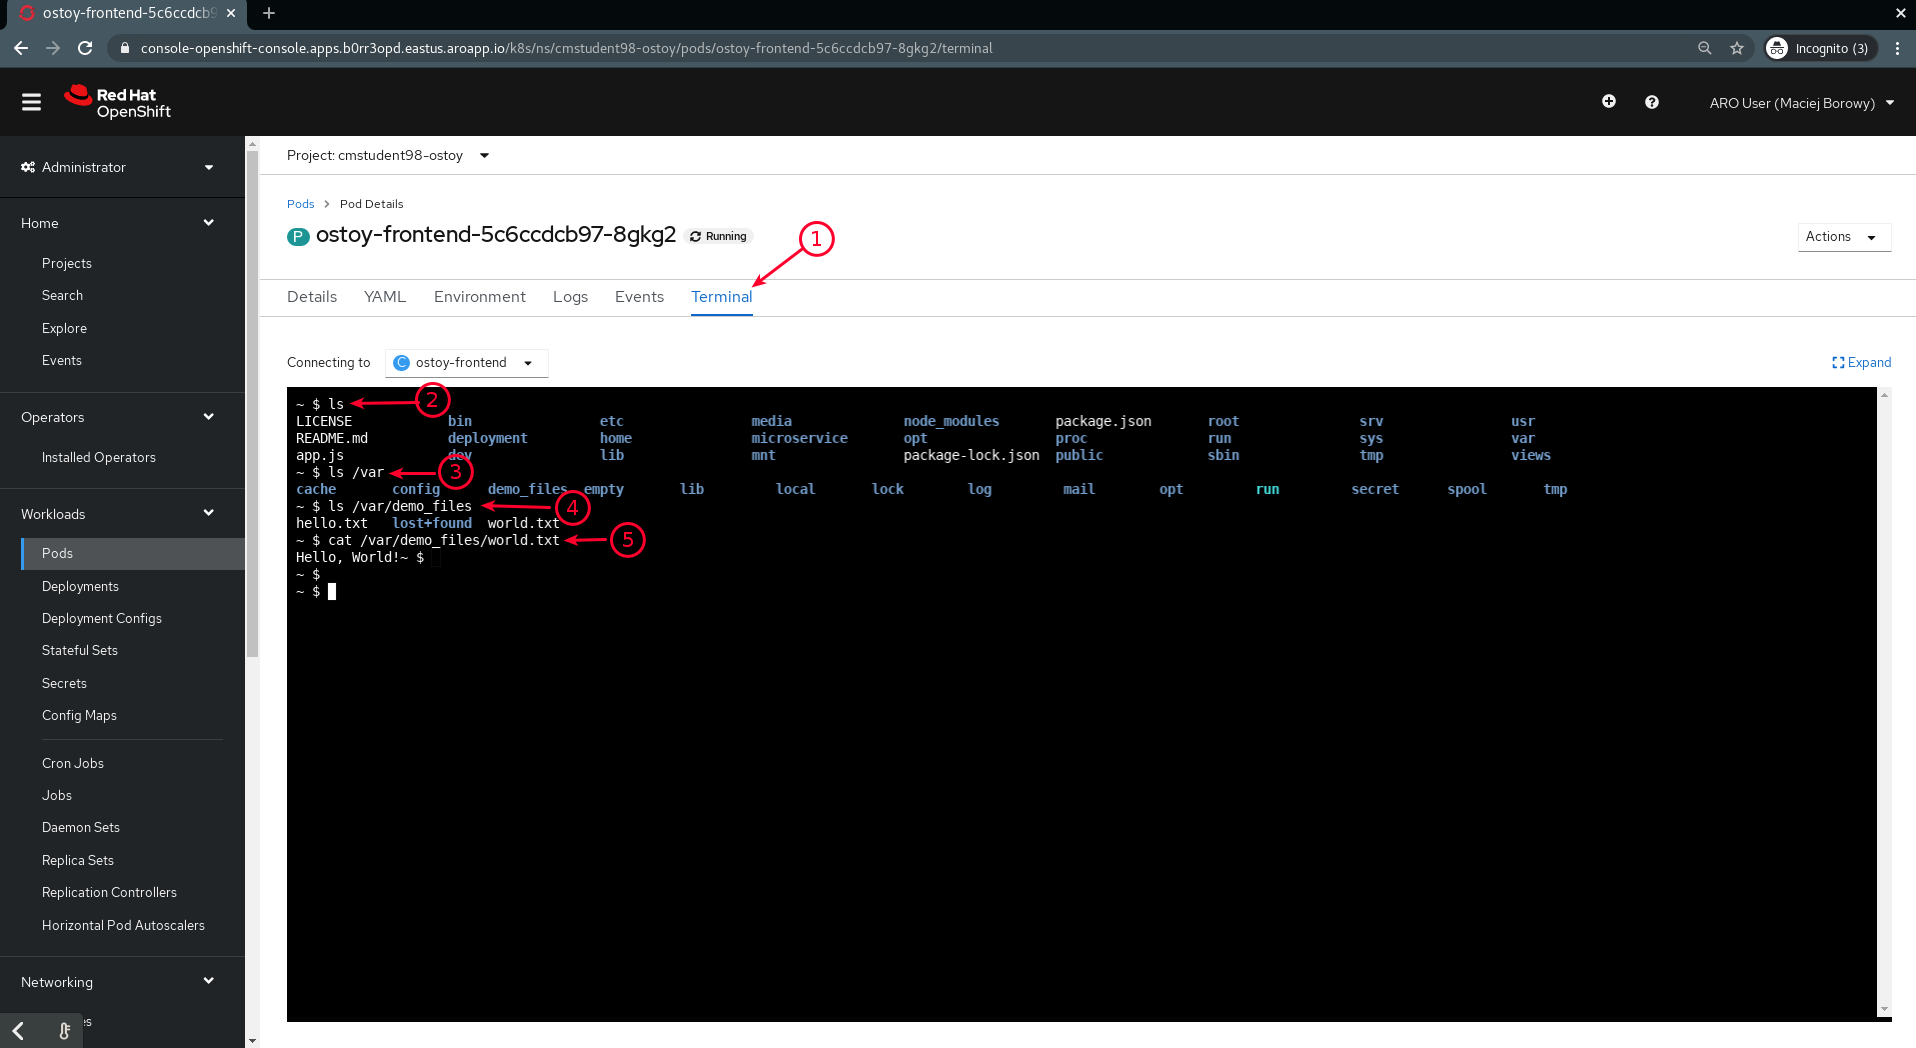 ostoy-frontend-5c6ccdcb9
console-openshift-console.apps.b0rr3opd.eastus.aroapp.io/k8s/ns/cmstudent98-ostoy/pods/ostoy-frontend-5c6ccdcb97-8gkg2/terminal
Incognito (3)
Red Hat
OpenShift
ARO User (Maciej Borowy)
Administrator
Home
Projects
Search
Explore
Events
Operators
Installed Operators
Workloads
Pods
Deployments
Deployment Configs
Stateful Sets
Secrets
Config Maps
Cron Jobs
Jobs
Daemon Sets
Replica Sets
Replication Controllers
Horizontal Pod Autoscalers
Networking
es
Project: cmstudent98-ostoy
Pods > Pod Details
P ostoy-frontend-5c6ccdcb97-8gkg2 Running
1
Actions
Details YAML Environment Logs Events Terminal
Connecting to C ostoy-frontend
Expand
~ $ ls 2
LICENSE bin etc media node_modules package.json root srv usr
README.md deployment home microservice opt proc run sys var
app.js dev lib mnt package-lock.json public sbin tmp views
~ $ ls /var 3
cache config demo_files empty lib local lock log mail opt run secret spool tmp
~ $ ls /var/demo_files 4
hello.txt lost+found world.txt
~ $ cat /var/demo_files/world.txt 5
Hello, World!~ $
~ $
~ $